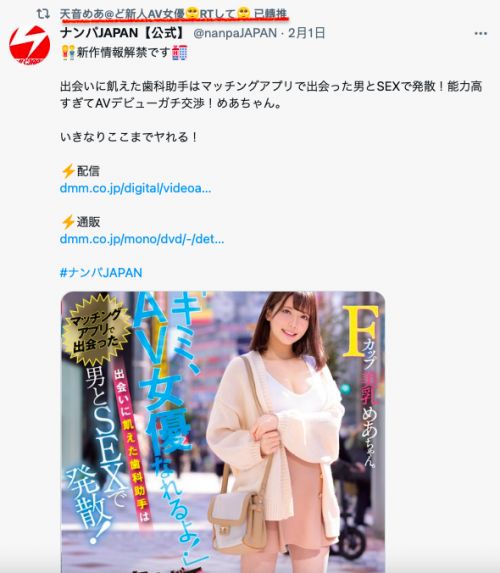 天音めあ@ど新人AV女優🙂RTして🙂已轉推
ナンパJAPAN【公式】 @nanpaJAPAN · 2月1日
新作情報解禁です
出会いに飢えた歯科助手はマッチングアプリで出会った男とSEXで発散！能力高
すぎてAVデビューガチ交渉！めあちゃん。
いきなりここまでヤれる！
⚡配信
dmm.co.jp/digital/videoa...
⚡通販
dmm.co.jp/mono/dvd/-/det...
#ナンパJAPAN
Fカップ
めあちゃん。
「キミ、
AV女優
なれるよ！」
出会いに飢えた歯科助手は
マッチング
アプリで
出会った
男とSEXで
発散！